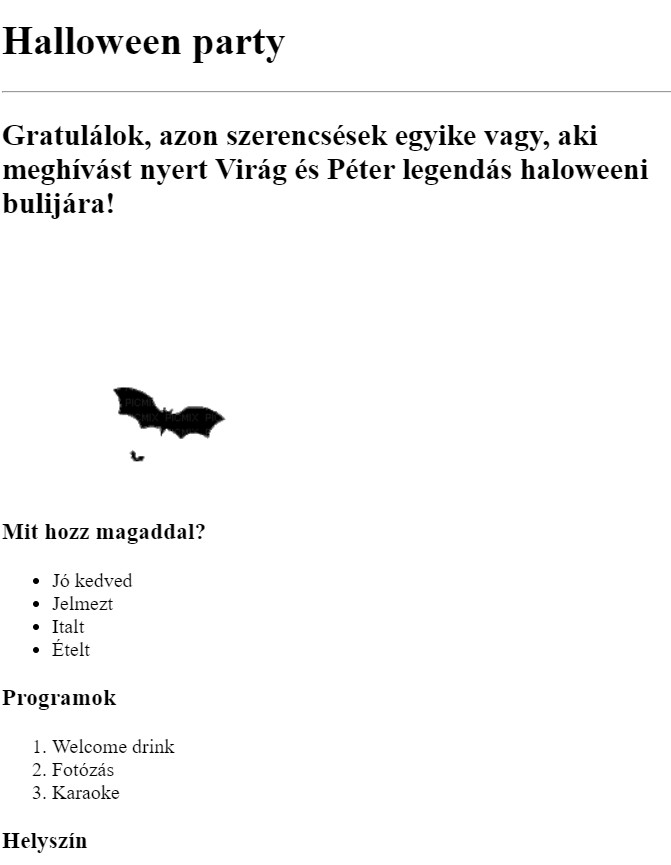 Halloween party
Gratulálok, azon szerencsések egyike vagy, aki
meghívást nyert Virág és Péter legendás haloweeni
bulijára!
Mit hozz magaddal?
• Jó kedved
• Jelmezt
• Italt
• Ételt
Programok
1. Welcome drink
2. Fotózás
3. Karaoke
Helyszín